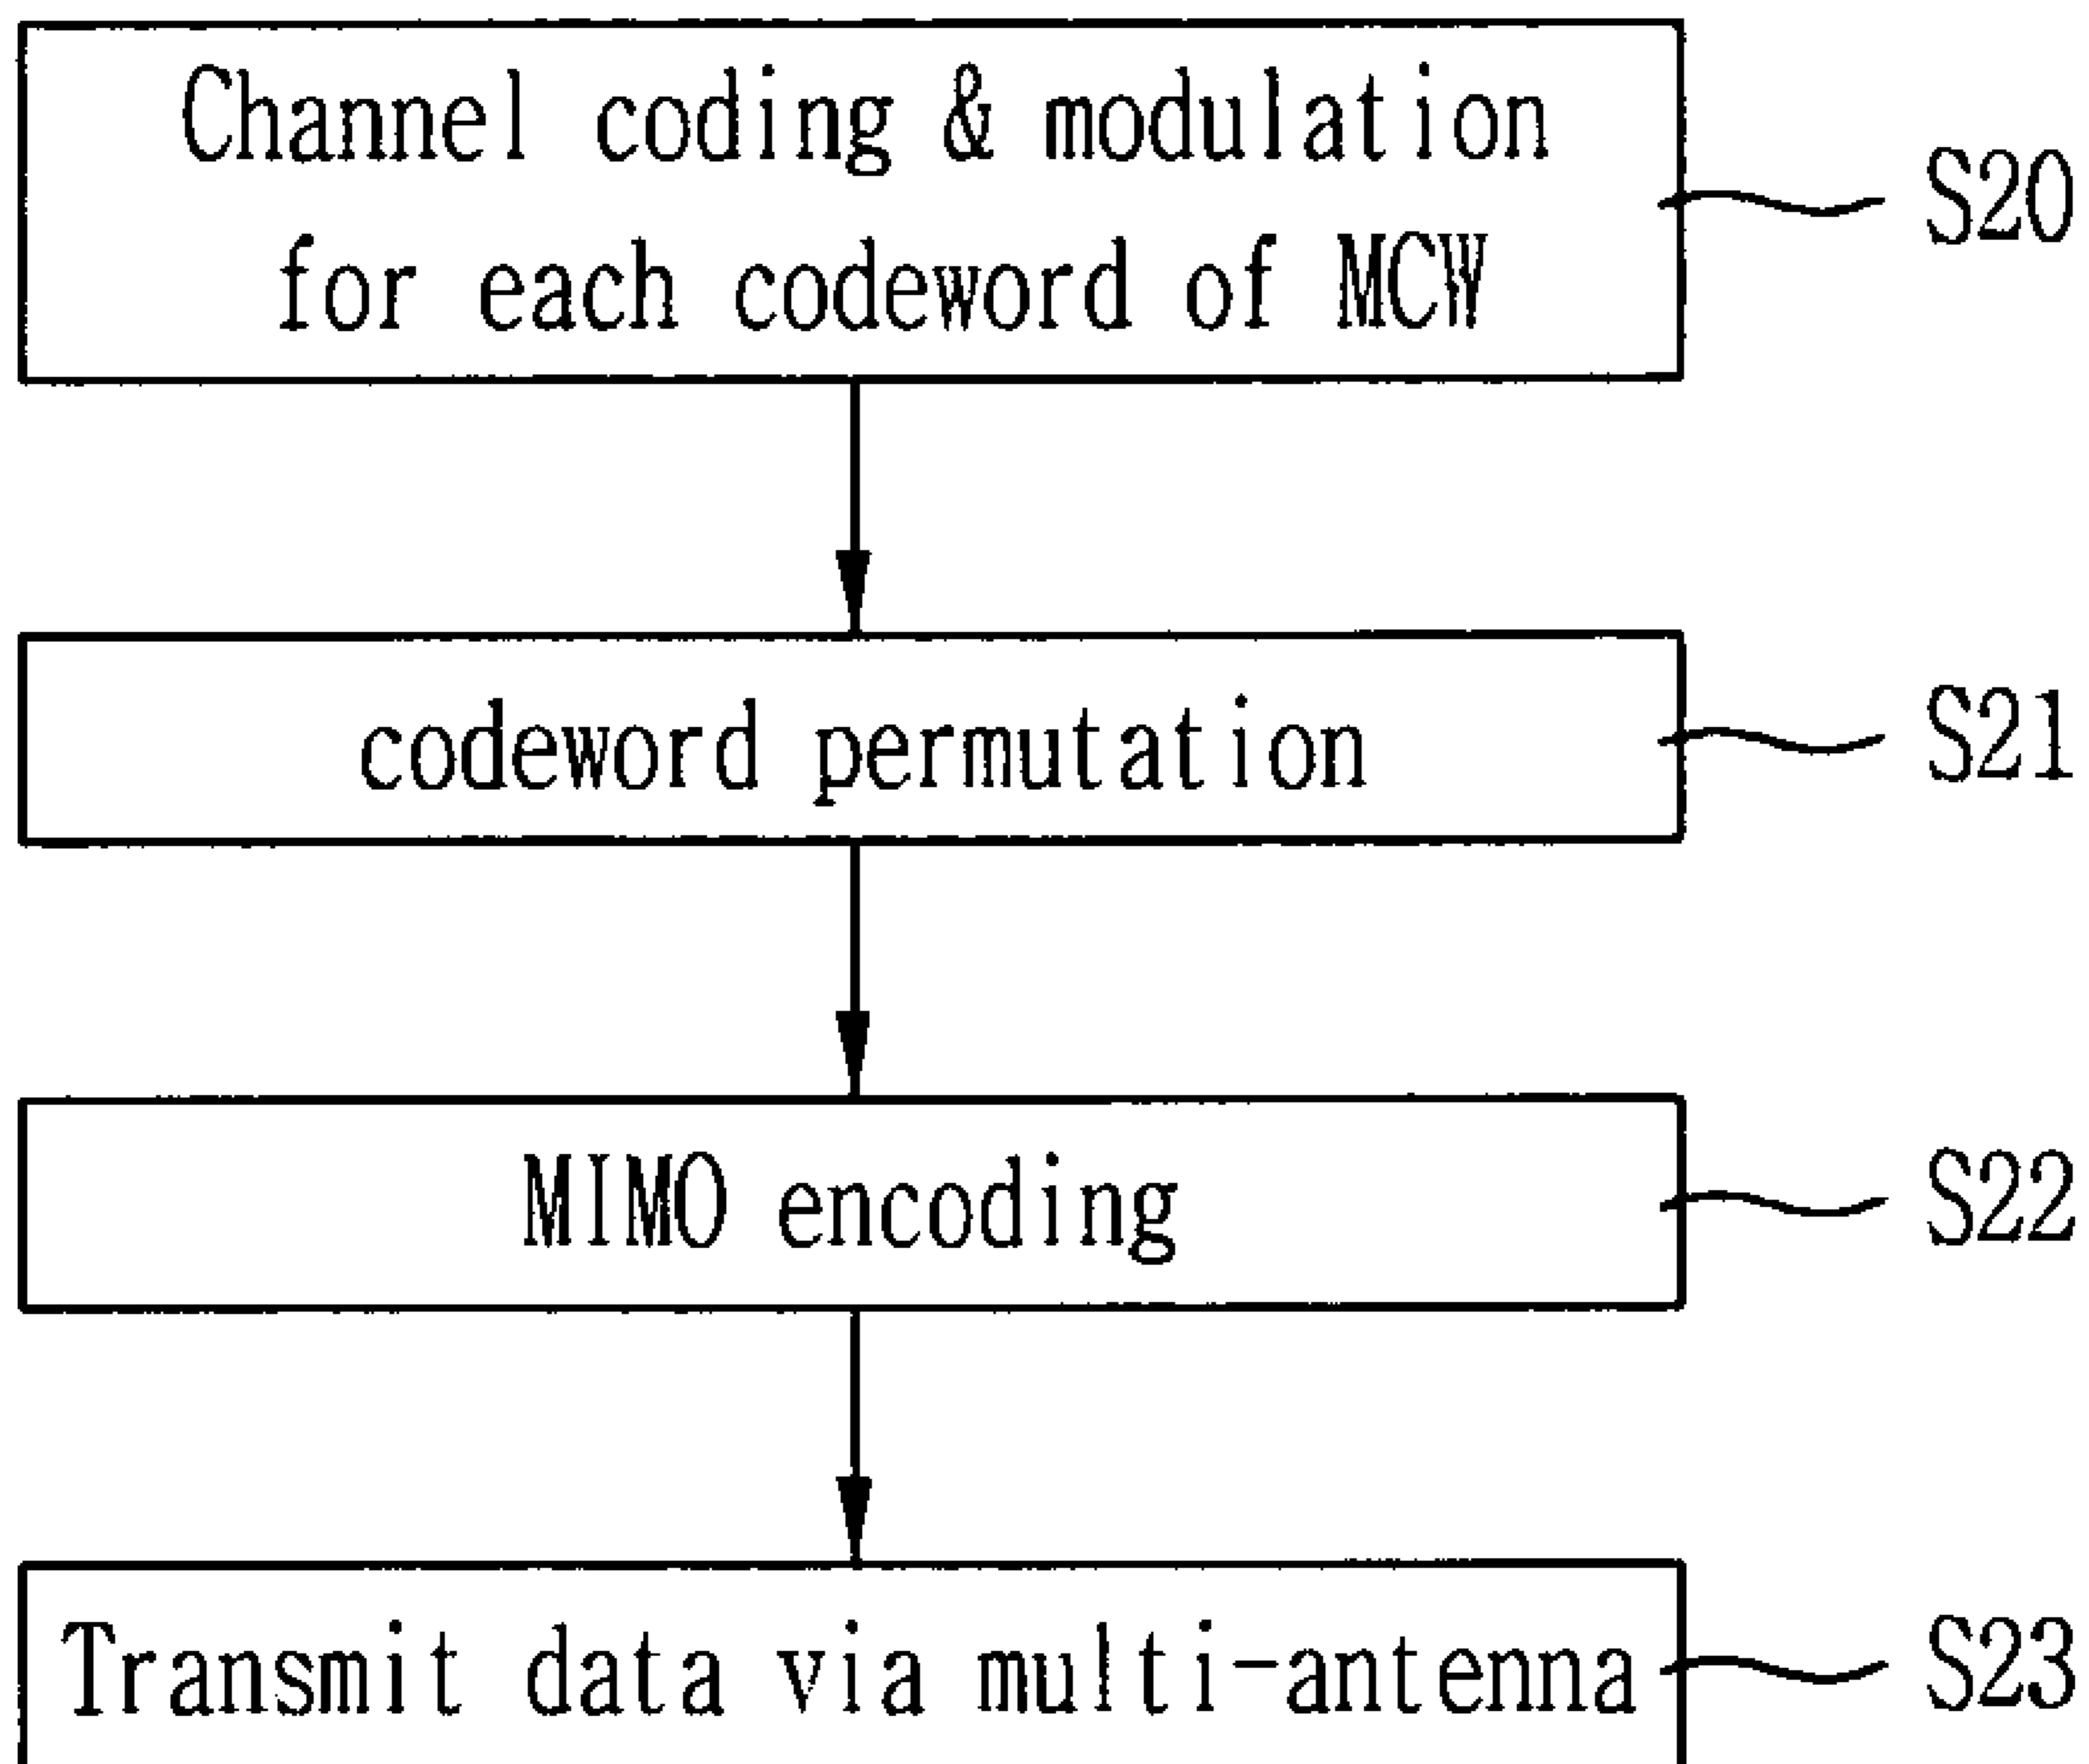 Channel coding & modulation
for each codeword of MCW
S20
codeword permutation
S21
MIMO encoding
S22
Transmit data via multi-antenna
S23